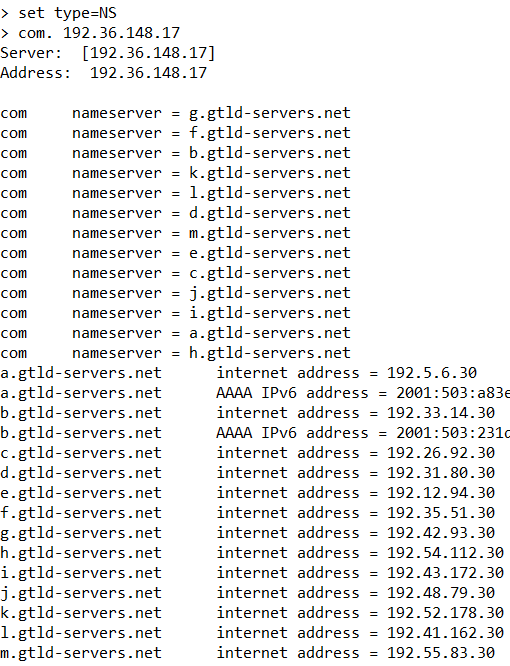 > set type=NS
> com. 192.36.148.17
Server:  [192.36.148.17]
Address:  192.36.148.17

com     nameserver = g.gtld-servers.net
com     nameserver = f.gtld-servers.net
com     nameserver = b.gtld-servers.net
com     nameserver = k.gtld-servers.net
com     nameserver = l.gtld-servers.net
com     nameserver = d.gtld-servers.net
com     nameserver = m.gtld-servers.net
com     nameserver = e.gtld-servers.net
com     nameserver = c.gtld-servers.net
com     nameserver = j.gtld-servers.net
com     nameserver = i.gtld-servers.net
com     nameserver = a.gtld-servers.net
com     nameserver = h.gtld-servers.net
a.gtld-servers.net      internet address = 192.5.6.30
a.gtld-servers.net      AAAA IPv6 address = 2001:503:a83e
b.gtld-servers.net      internet address = 192.33.14.30
b.gtld-servers.net      AAAA IPv6 address = 2001:503:231d
c.gtld-servers.net      internet address = 192.26.92.30
d.gtld-servers.net      internet address = 192.31.80.30
e.gtld-servers.net      internet address = 192.12.94.30
f.gtld-servers.net      internet address = 192.35.51.30
g.gtld-servers.net      internet address = 192.42.93.30
h.gtld-servers.net      internet address = 192.54.112.30
i.gtld-servers.net      internet address = 192.43.172.30
j.gtld-servers.net      internet address = 192.48.79.30
k.gtld-servers.net      internet address = 192.52.178.30
l.gtld-servers.net      internet address = 192.41.162.30
m.gtld-servers.net      internet address = 192.55.83.30